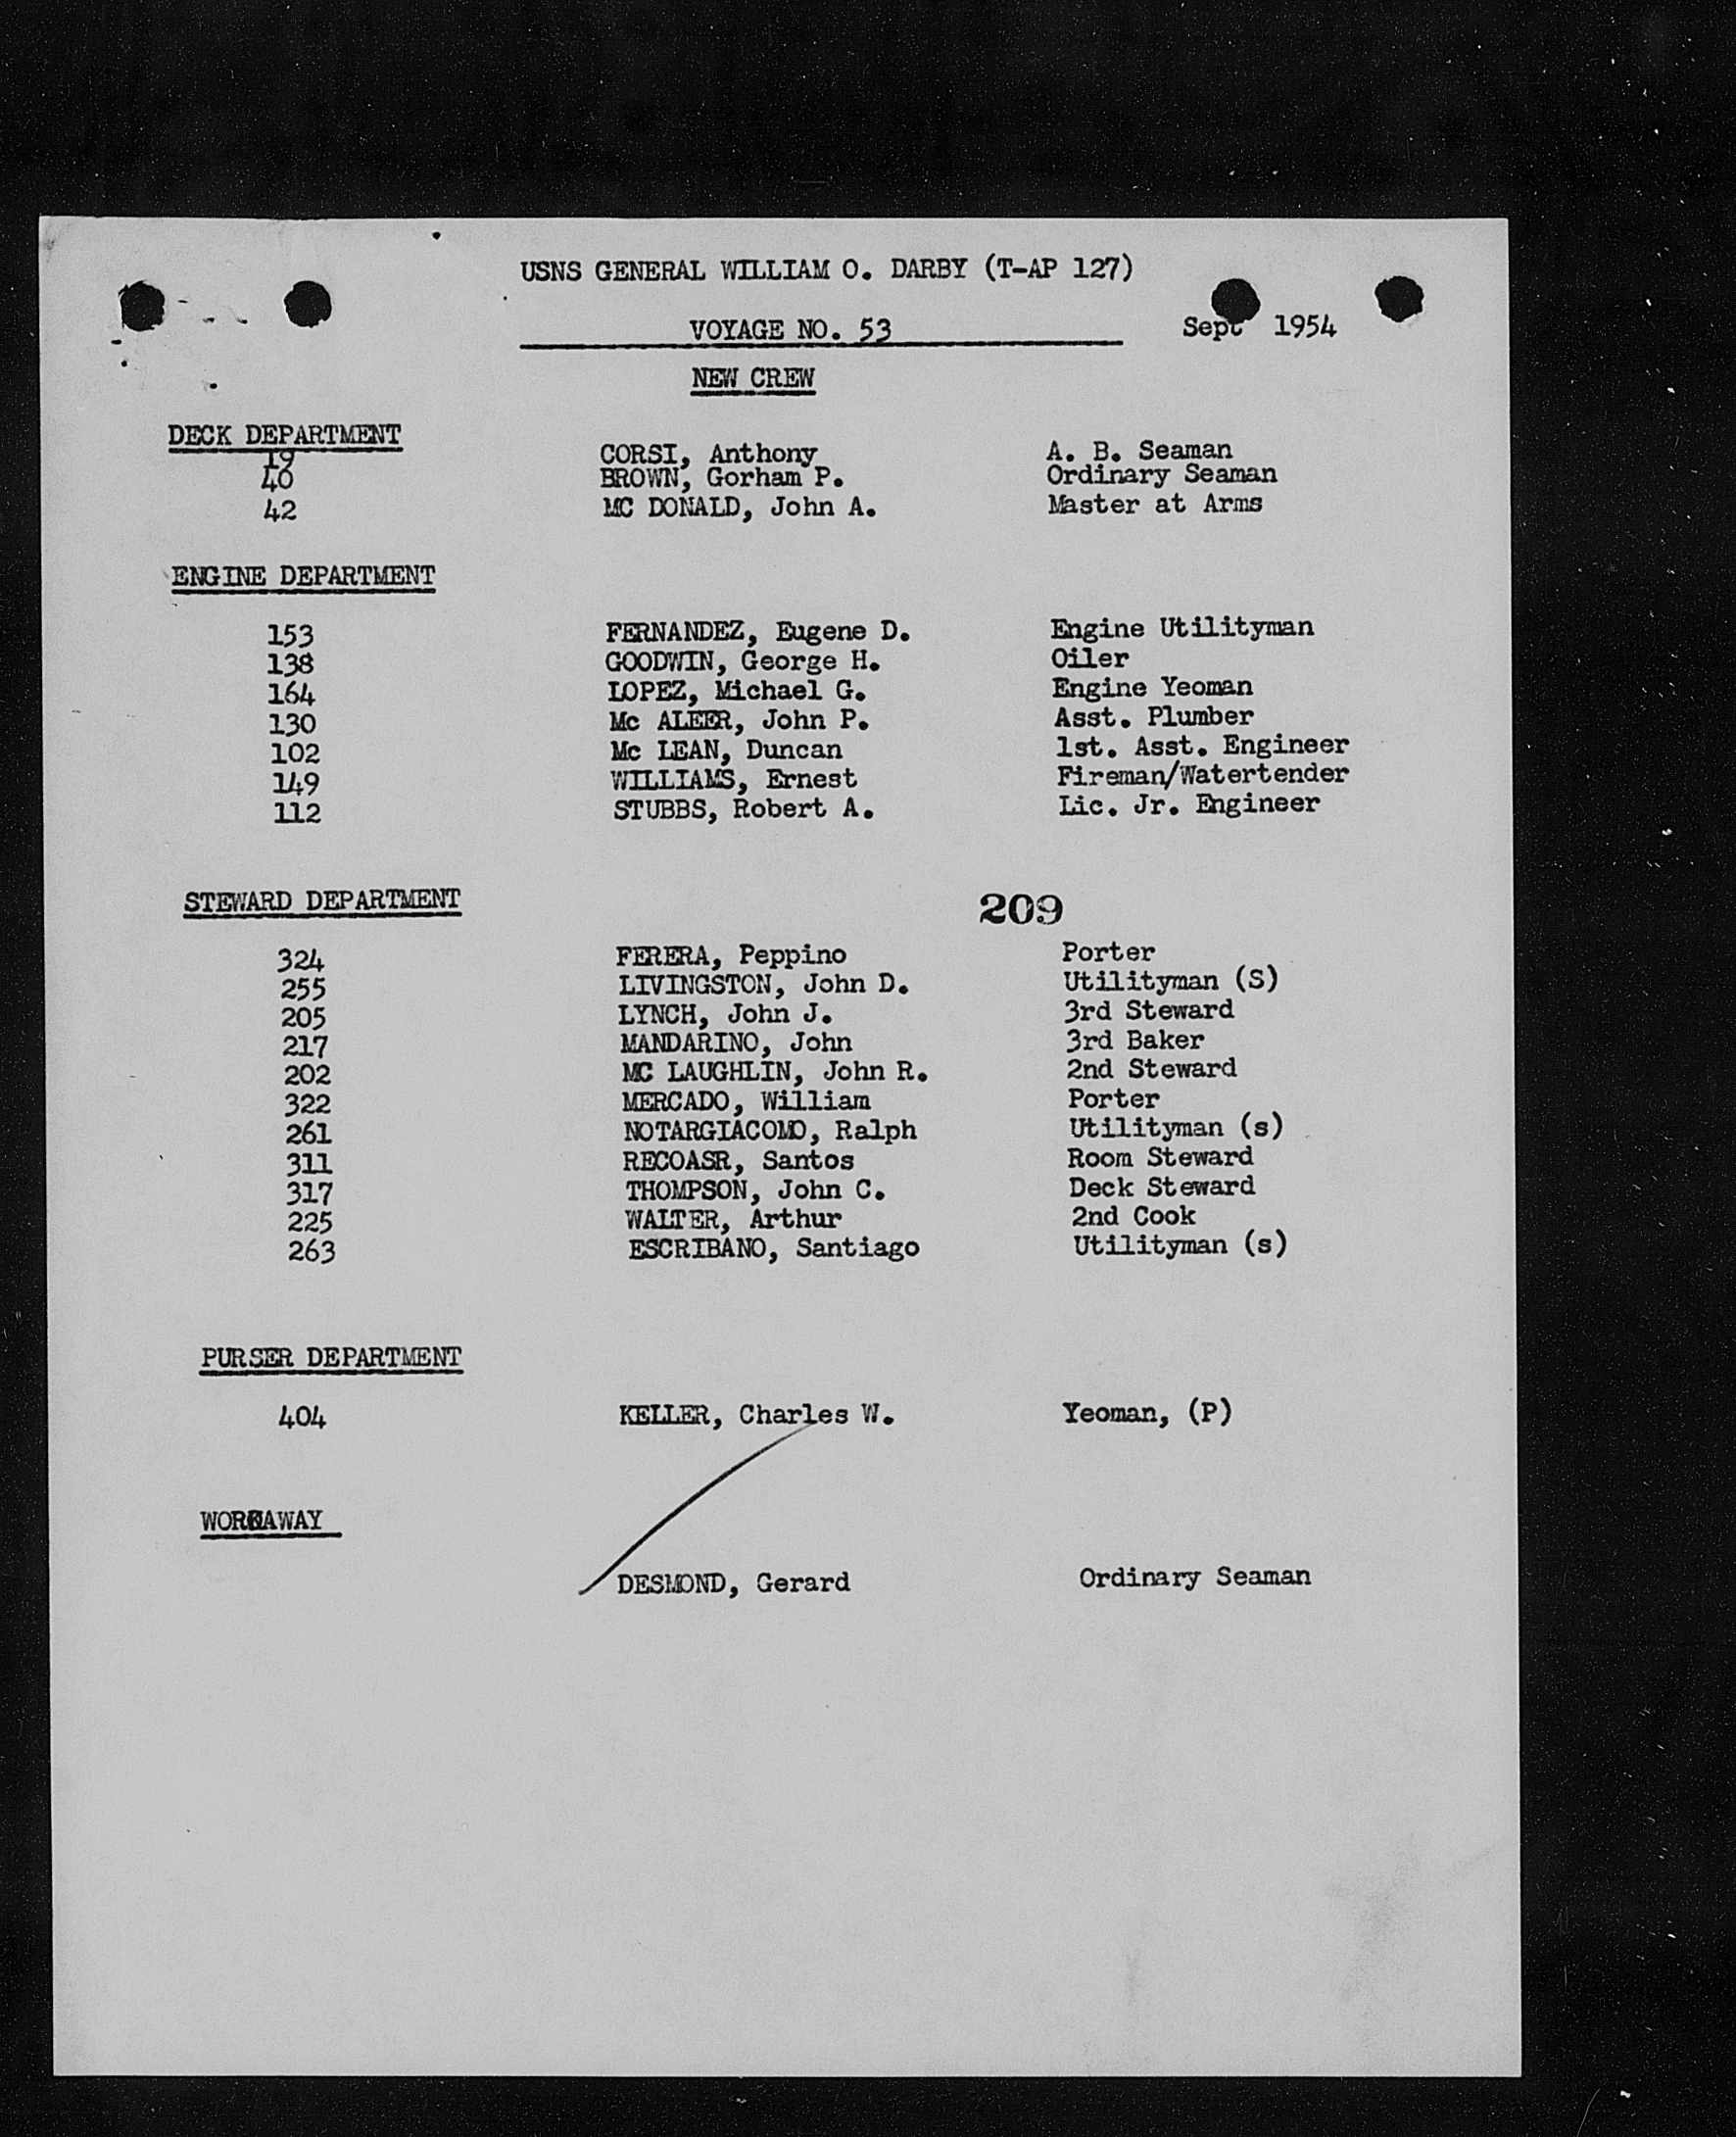 USNS GENERAL WILLIAM O. DARBY (T-AP 127)
VOYAGE NO. 53 Sept 1954
NEW CREW
DECK DEPARTMENT
19 CORSI, Anthony A. B. Seaman
40 BROWN, Gorham P. Ordinary Seaman
42 MC DONALD, John A. Master at Arms
ENGINE DEPARTMENT
153 FERNANDEZ, Eugene D. Engine Utilityman
138 GOODWIN, George H. Oiler
164 LOPEZ, Michael G. Engine Yeoman
130 Mc ALEER, John P. Asst. Plumber
102 Mc LEAN, Duncan 1st. Asst. Engineer
149 WILLIAMS, Ernest Fireman/Watertender
112 STUBBS, Robert A. Lic. Jr. Engineer
STEWARD DEPARTMENT 209
324 FERERA, Peppino Porter
255 LIVINGSTON, John D. Utilityman (S)
205 LYNCH, John J. 3rd Steward
217 MANDARINO, John 3rd Baker
202 MC LAUGHLIN, John R. 2nd Steward
322 MERCADO, William Porter
261 NOTARGIACOMO, Ralph Utilityman (s)
311 RECOASR, Santos Room Steward
317 THOMPSON, John C. Deck Steward
225 WALTER, Arthur 2nd Cook
263 ESCRIBANO, Santiago Utilityman (s)
PURSER DEPARTMENT
404 KELLER, Charles W. Yeoman, (P)
WORKAWAY
DESMOND, Gerard Ordinary Seaman